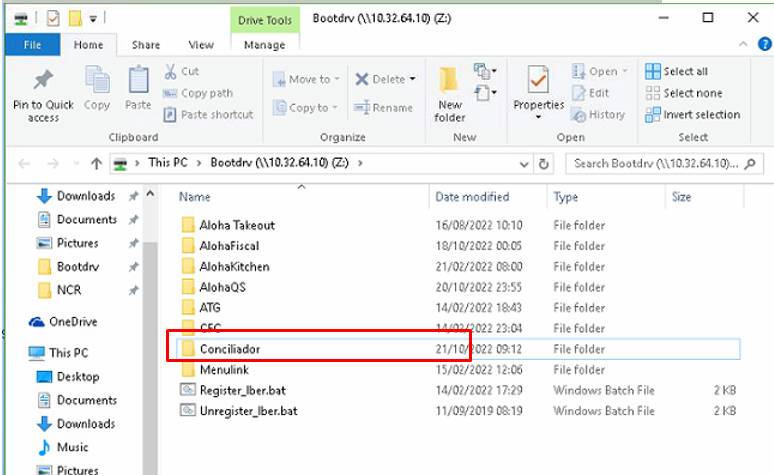 Drive Tools
Bootdrv (\\10.32.64.10) (Z:)
File Home Share View Manage
Pin to Quick access
Copy
Paste
Cut
Copy path
Paste shortcut
Clipboard
Move to
Copy to
Delete
Rename
Organize
New folder
New
Properties
Open
Edit
History
Open
Select all
Select none
Invert selection
Select
This PC > Bootdrv (\\10.32.64.10) (Z:) >
Search Bootdrv (\\10.32.64.10)...
Downloads
Documents
Pictures
Bootdrv
NCR
OneDrive
This PC
Desktop
Documents
Downloads
Music
Pictures
Name Date modified Type Size
Aloha Takeout 16/08/2022 10:10 File folder
AlohaFiscal 18/10/2022 00:05 File folder
AlohaKitchen 21/02/2022 08:00 File folder
AlohaQS 20/10/2022 23:55 File folder
ATG 14/02/2022 18:43 File folder
CFC 14/02/2022 23:04 File folder
Conciliador 21/10/2022 09:12 File folder
Menulink 15/02/2022 12:06 File folder
Register_Iber.bat 14/02/2022 17:29 Windows Batch File 2 KB
Unregister_Iber.bat 11/09/2019 08:19 Windows Batch File 2 KB